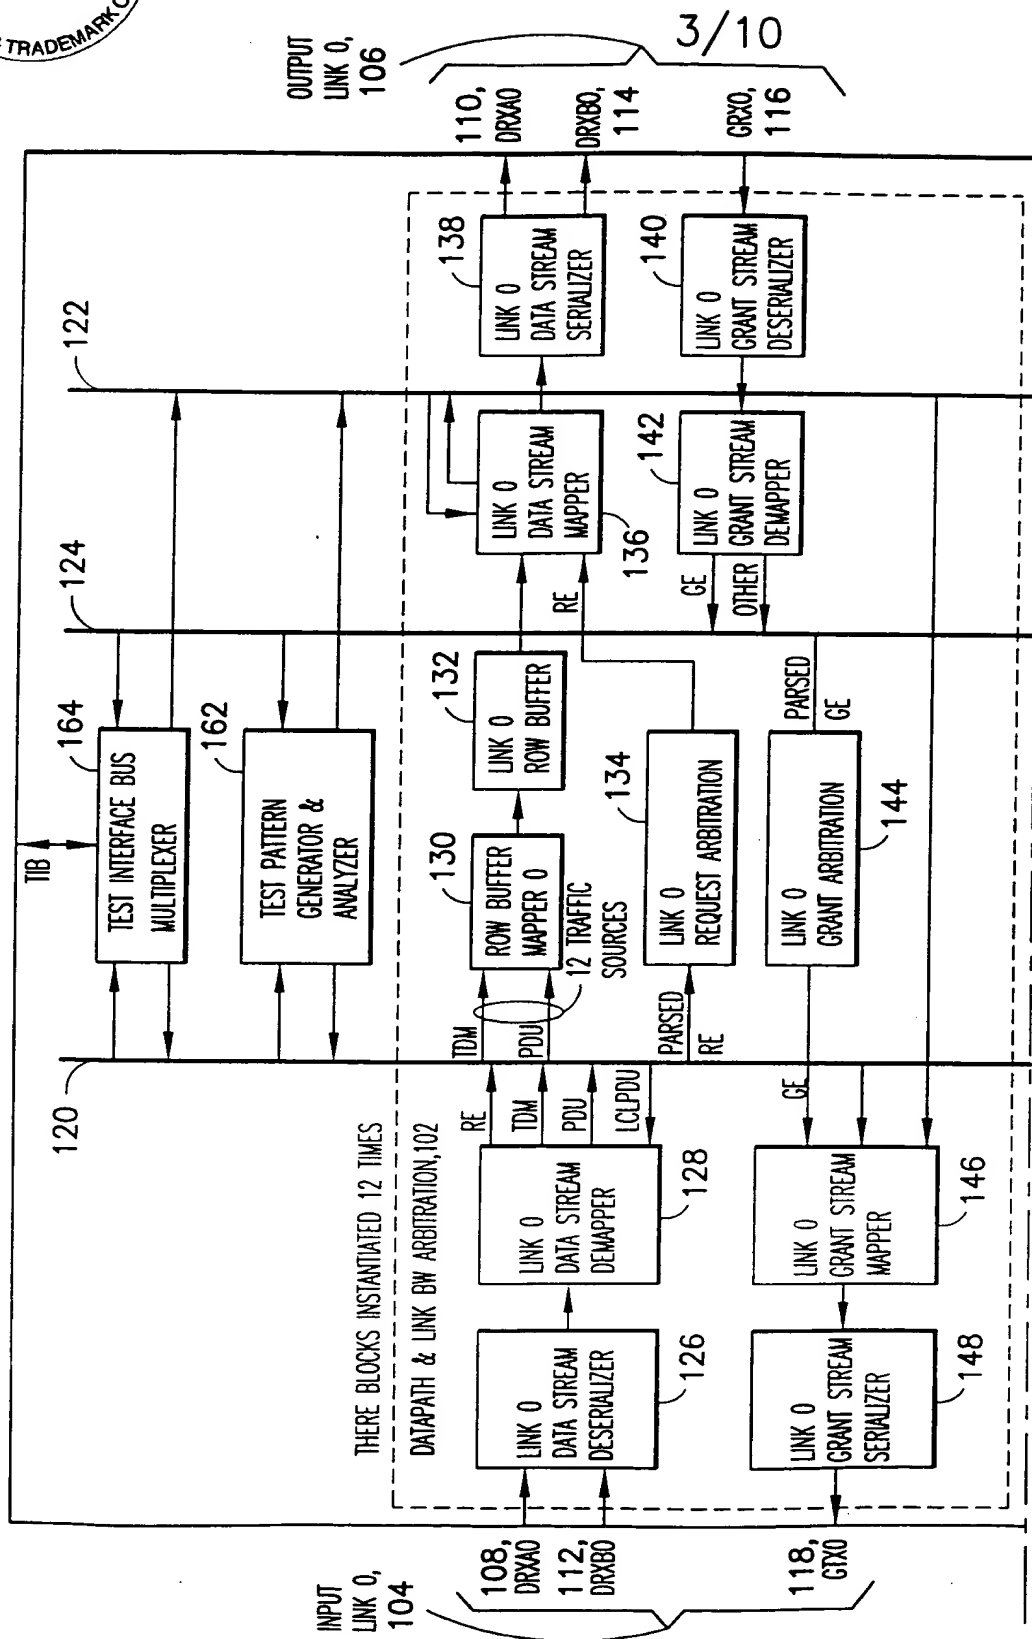 TRADEMARK
3/10
OUTPUT
LINK 0,
106
110,
DRXA0
DRXB0,
114
GRX0,
116
138
LINK 0
DATA STREAM
SERIALIZER
140
LINK 0
GRANT STREAM
DESERIALIZER
122
LINK 0
DATA STREAM
MAPPER
136
142
LINK 0
GRANT STREAM
DEMAPPER
124
RE
GE
OTHER
TIB
164
TEST INTERFACE BUS
MULTIPLEXER
162
TEST PATTERN
GENERATOR &
ANALYZER
132
LINK 0
ROW BUFFER
130
ROW BUFFER
MAPPER 0
12 TRAFFIC
SOURCES
134
LINK 0
REQUEST ARBITRATION
PARSED
GE
LINK 0
GRANT ARBITRATION
144
120
TDM
PDU
PARSED
RE
RE
TDM
PDU
LCLPDU
GE
THERE BLOCKS INSTANTIATED 12 TIMES
DATAPATH & LINK BW ARBITRATION,102
LINK 0
DATA STREAM
DEMAPPER
128
LINK 0
GRANT STREAM
MAPPER
146
LINK 0
DATA STREAM
DESERIALIZER
126
LINK 0
GRANT STREAM
SERIALIZER
148
INPUT
LINK 0,
104
108,
DRXA0
112,
DRXB0
118,
GTX0